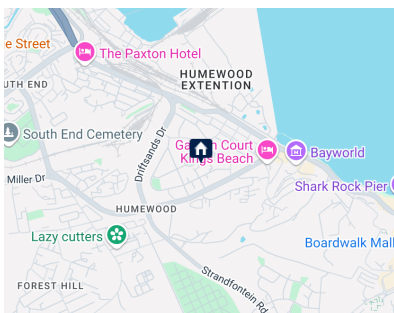 e Street
The Paxton Hotel
HUMEWOOD
EXTENTION
UTH END
South End Cemetery
Driftsands Dr
Court
Kings Beach
Bayworld
Miller Dr
Shark Rock Pier
HUMEWOOD
Lazy cutters
Boardwalk Mall
Strandfontein Rd
FOREST HILL